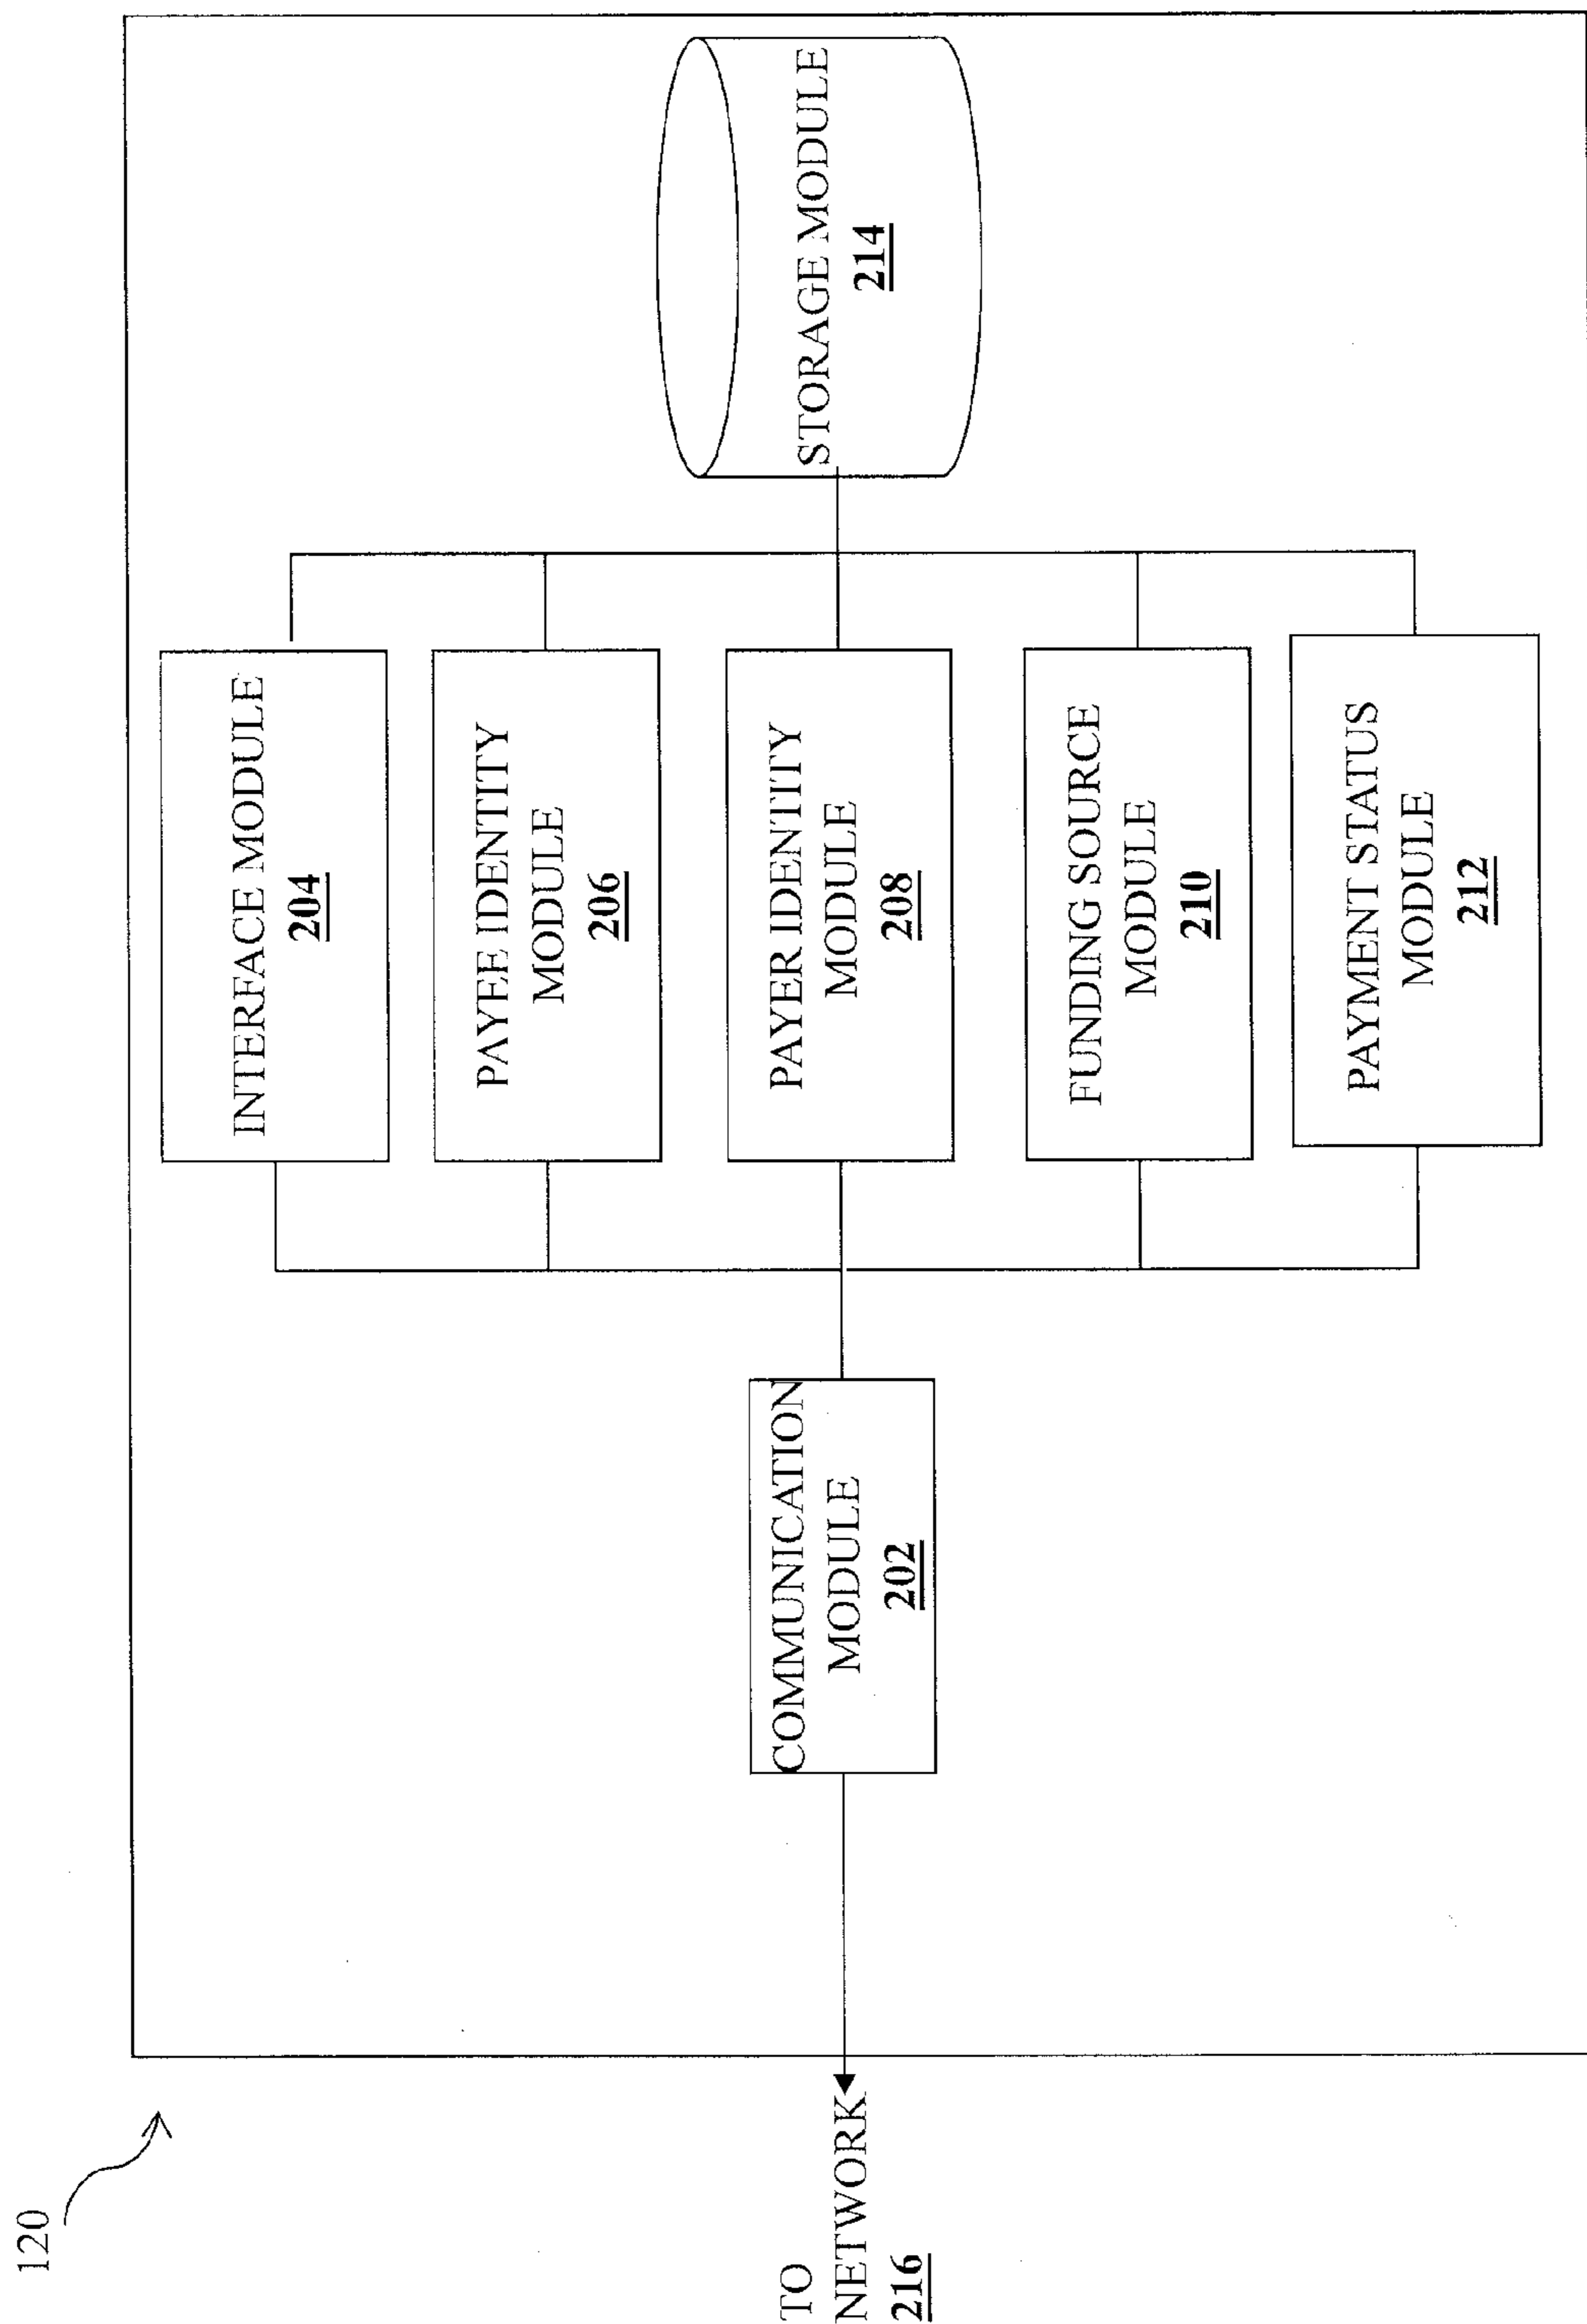 120
TO
NETWORK
216
COMMUNICATION
MODULE
202
INTERFACE MODULE
204
PAYEE IDENTITY
MODULE
206
PAYER IDENTITY
MODULE
208
FUNDING SOURCE
MODULE
210
PAYMENT STATUS
MODULE
212
STORAGE MODULE
214